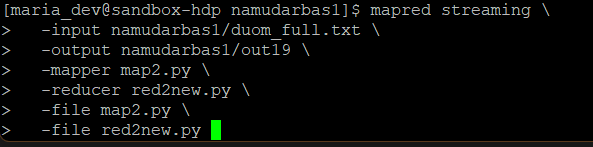 [maria_dev@sandbox-hdp namudarbas1]$ mapred streaming \
>   -input namudarbas1/duom_full.txt \
>   -output namudarbas1/out19 \
>   -mapper map2.py \
>   -reducer red2new.py \
>   -file map2.py \
>   -file red2new.py